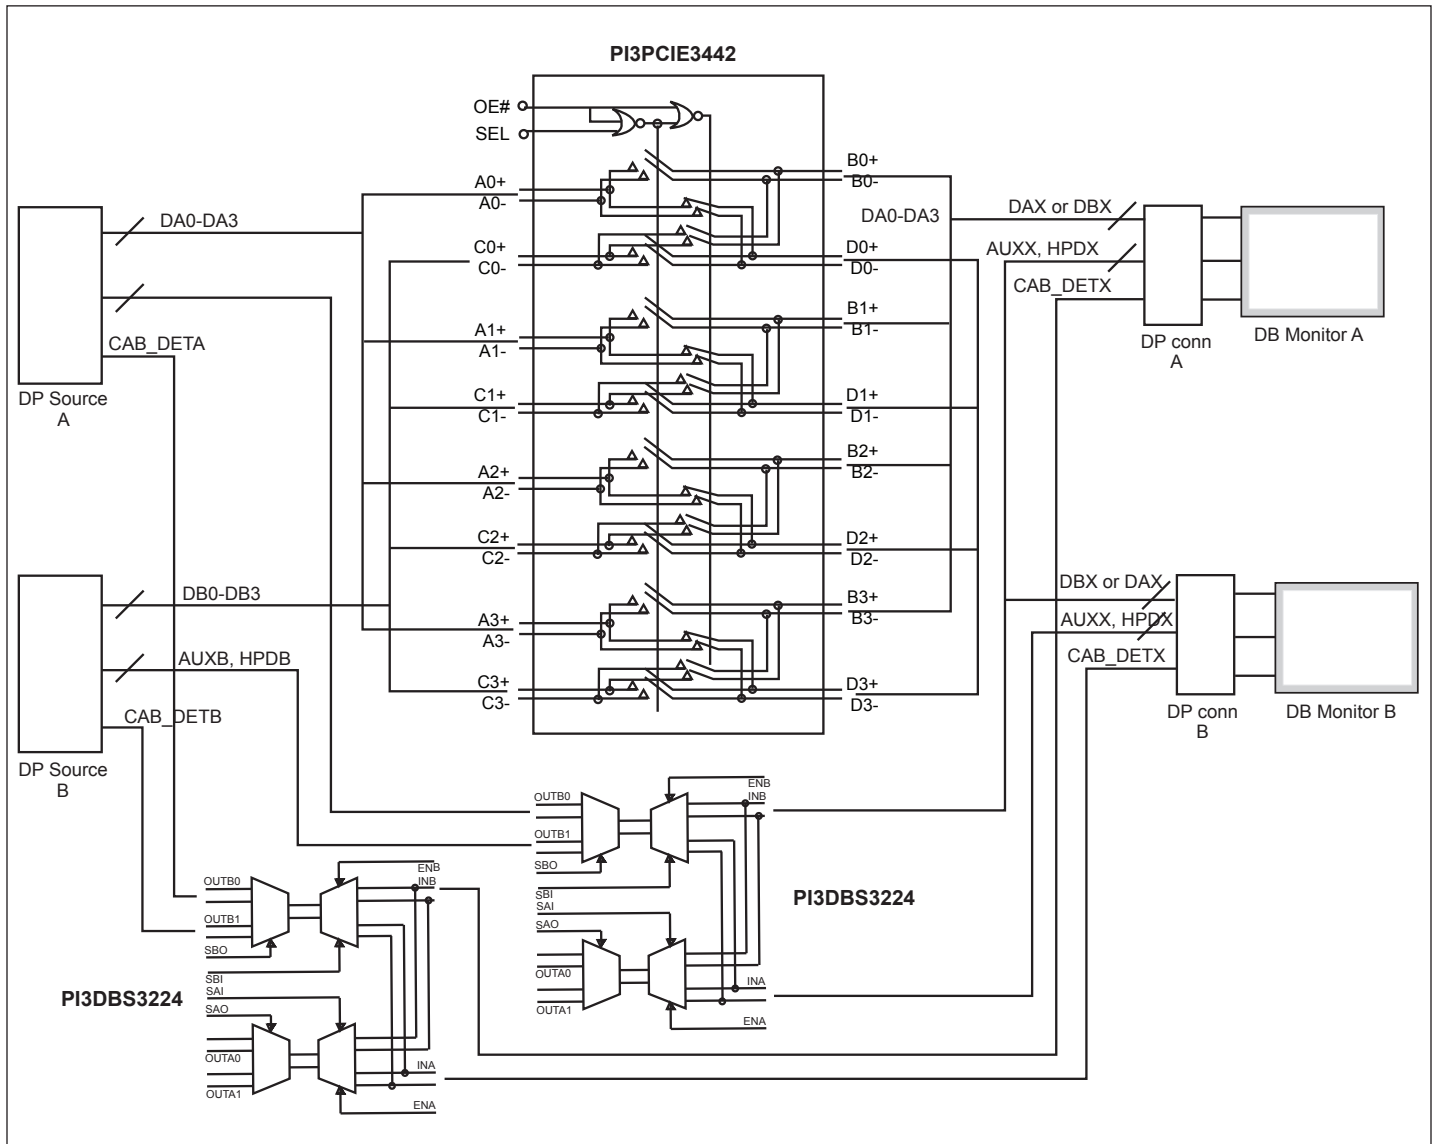 PI3PCIE3442
OE#
SEL
A0+
A0-
C0+
C0-
A1+
A1-
C1+
C1-
A2+
A2-
C2+
C2-
A3+
A3-
C3+
C3-
B0+
B0-
DA0-DA3
D0+
D0-
B1+
B1-
D1+
D1-
B2+
B2-
D2+
D2-
B3+
B3-
D3+
D3-
DA0-DA3
CAB_DETA
DP Source
A
DB0-DB3
AUXB, HPDB
CAB_DETB
DP Source
B
DAX or DBX
AUXX, HPDX
CAB_DETX
DP conn
A
DB Monitor A
DBX or DAX
AUXX, HPDX
CAB_DETX
DP conn
B
DB Monitor B
OUTB0
OUTB1
SBO
SBI
SAI
SAO
OUTA0
OUTA1
ENB
INB
INA
ENA
PI3DBS3224
OUTB0
OUTB1
SBO
SBI
SAI
SAO
OUTA0
OUTA1
ENB
INB
INA
ENA
PI3DBS3224